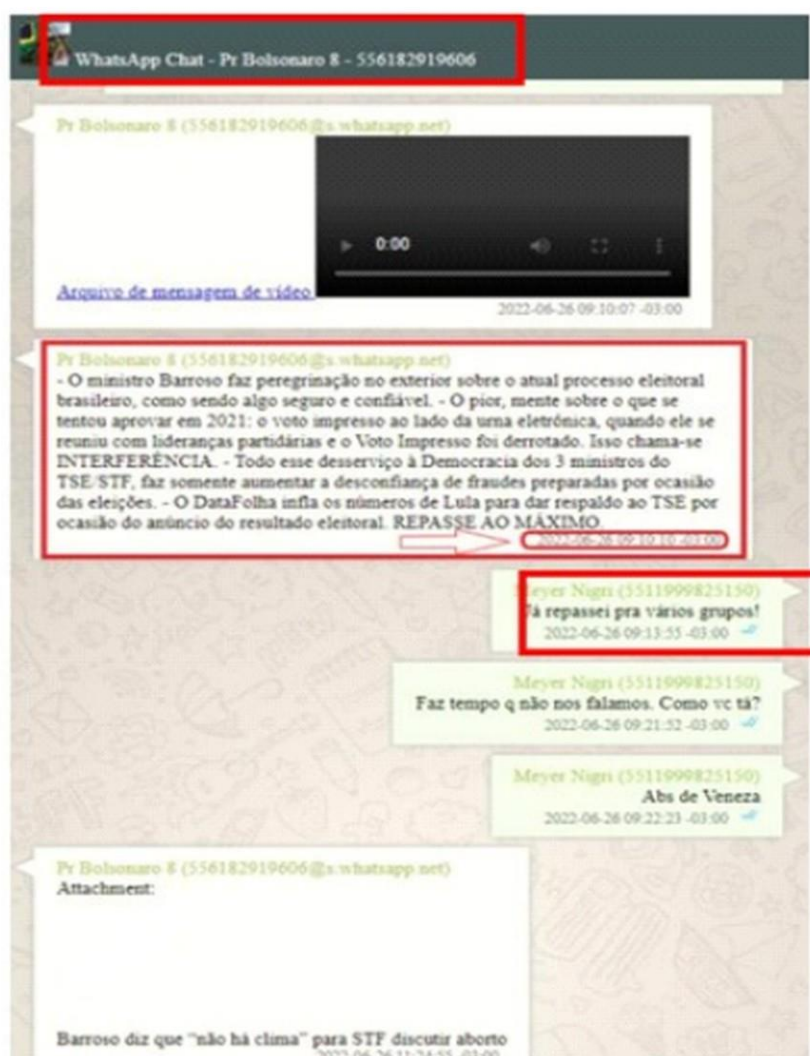 WhatsApp Chat - Pr Bolsonaro 8 - 556182919606
Pr Bolsonaro 8 (556182919606@s.whatsapp.net)
0:00
Arquivo de mensagem de vídeo
2022-06-26 09:10:07 -03:00
Pr Bolsonaro 8 (556182919606@s.whatsapp.net)
- O ministro Barroso faz peregrinação no exterior sobre o atual processo eleitoral
brasileiro, como sendo algo seguro e confiável. - O pior, mente sobre o que se
tentou aprovar em 2021: o voto impresso ao lado da urna eletrônica, quando ele se
reuniu com lideranças partidárias e o Voto Impresso foi derrotado. Isso chama-se
INTERFERÊNCIA. - Todo esse desserviço à Democracia dos 3 ministros do
TSE/STF, faz somente aumentar a desconfiança de fraudes preparadas por ocasião
das eleições. - O DataFolha infla os números de Lula para dar respaldo ao TSE por
ocasião do anúncio do resultado eleitoral. REPASSE AO MÁXIMO.
2022-06-26 09:10:10 -03:00
Meyer Nigri (5511999825150)
Já repassei pra vários grupos!
2022-06-26 09:13:55 -03:00
Meyer Nigri (5511999825150)
Faz tempo q não nos falamos. Como vc tá?
2022-06-26 09:21:52 -03:00
Meyer Nigri (5511999825150)
Abs de Veneza
2022-06-26 09:22:23 -03:00
Pr Bolsonaro 8 (556182919606@s.whatsapp.net)
Attachment:
Barroso diz que "não há clima" para STF discutir aborto
2022-06-26 11:24:55 -03:00